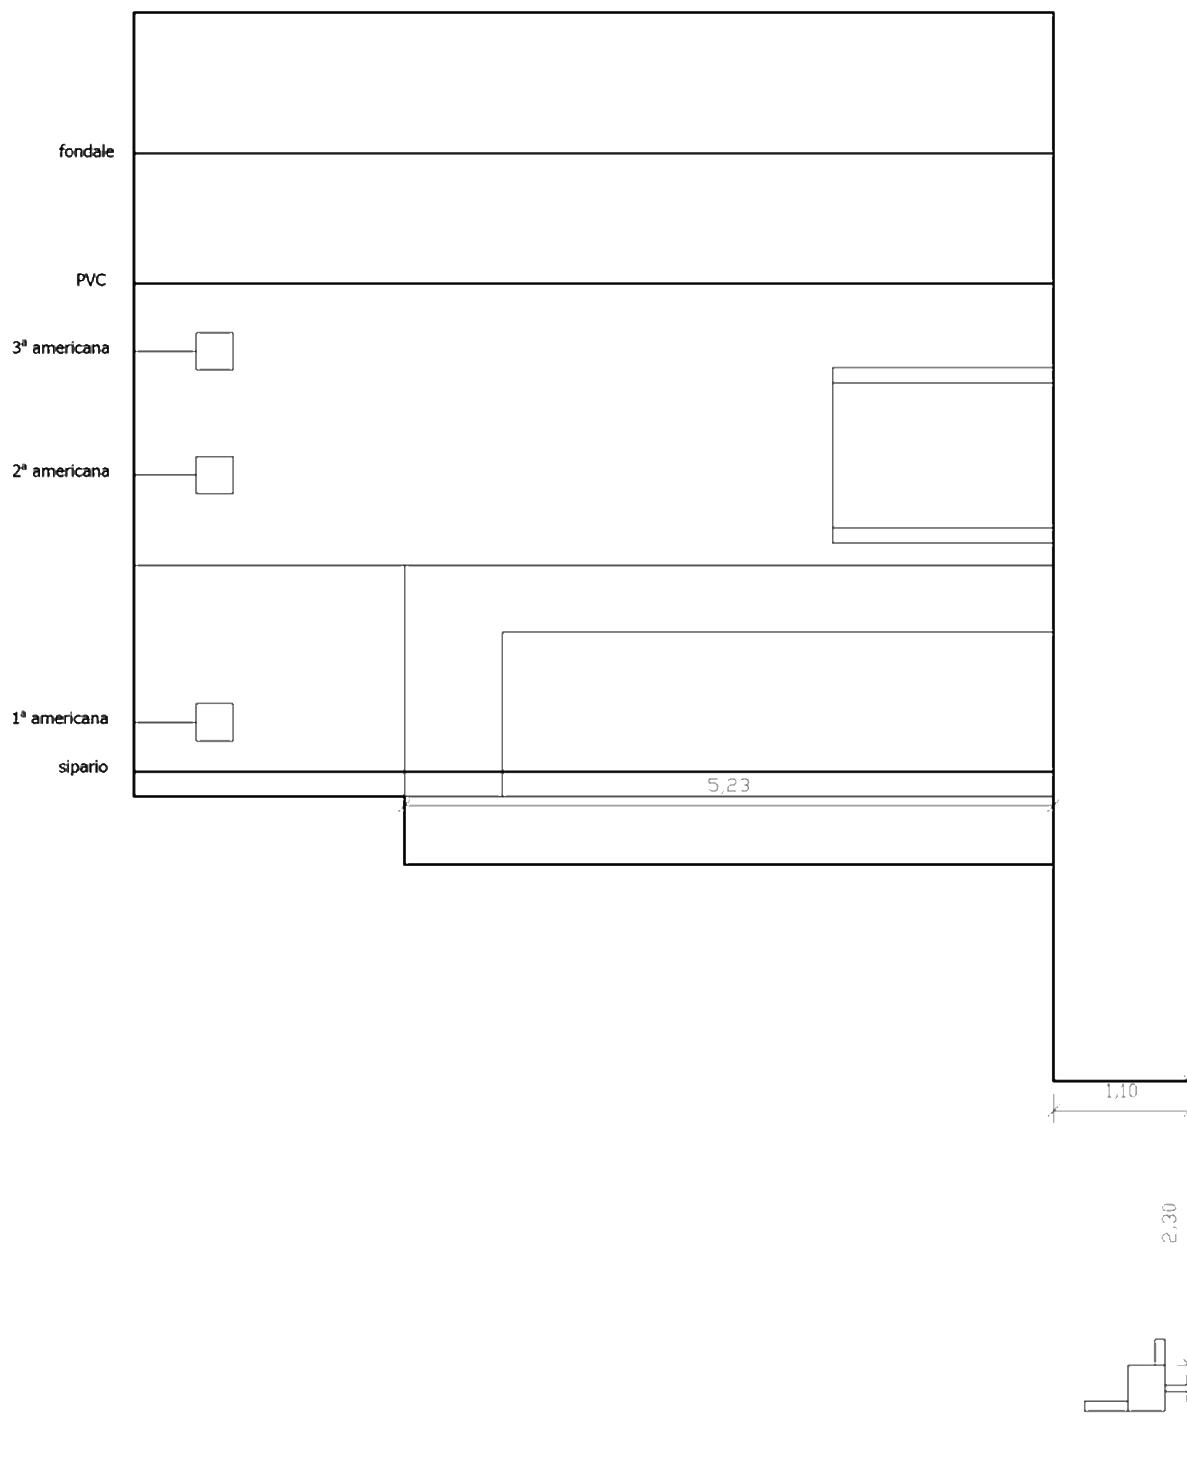 fondale
PVC
3ª americana
2ª americana
1ª americana
sipario
5,23
1,10
2,30